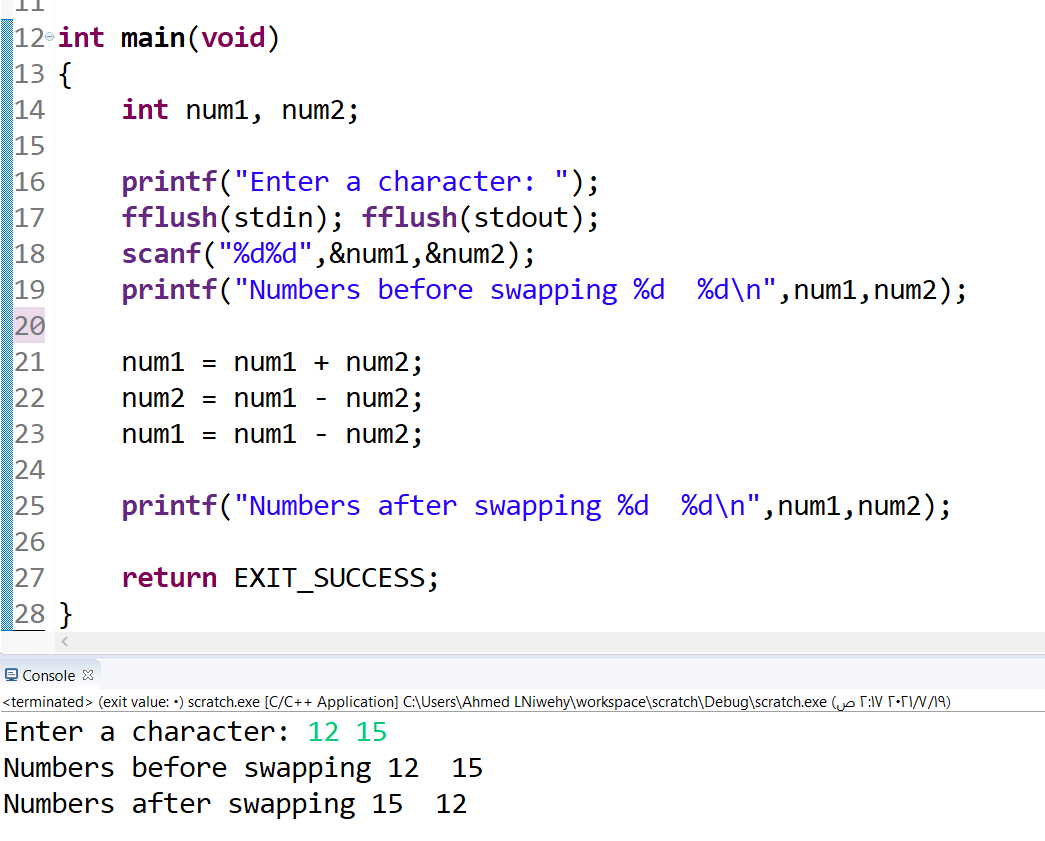 11
12 int main(void)
13 {
14     int num1, num2;
15
16     printf("Enter a character: ");
17     fflush(stdin); fflush(stdout);
18     scanf("%d%d",&num1,&num2);
19     printf("Numbers before swapping %d  %d\n",num1,num2);
20
21     num1 = num1 + num2;
22     num2 = num1 - num2;
23     num1 = num1 - num2;
24
25     printf("Numbers after swapping %d  %d\n",num1,num2);
26
27     return EXIT_SUCCESS;
28 }
Console
<terminated> (exit value: ٠) scratch.exe [C/C++ Application] C:\Users\Ahmed LNiwehy\workspace\scratch\Debug\scratch.exe (ص ٢:١٧ ٢٠٢١/٧/١٩)
Enter a character: 12 15
Numbers before swapping 12  15
Numbers after swapping 15  12